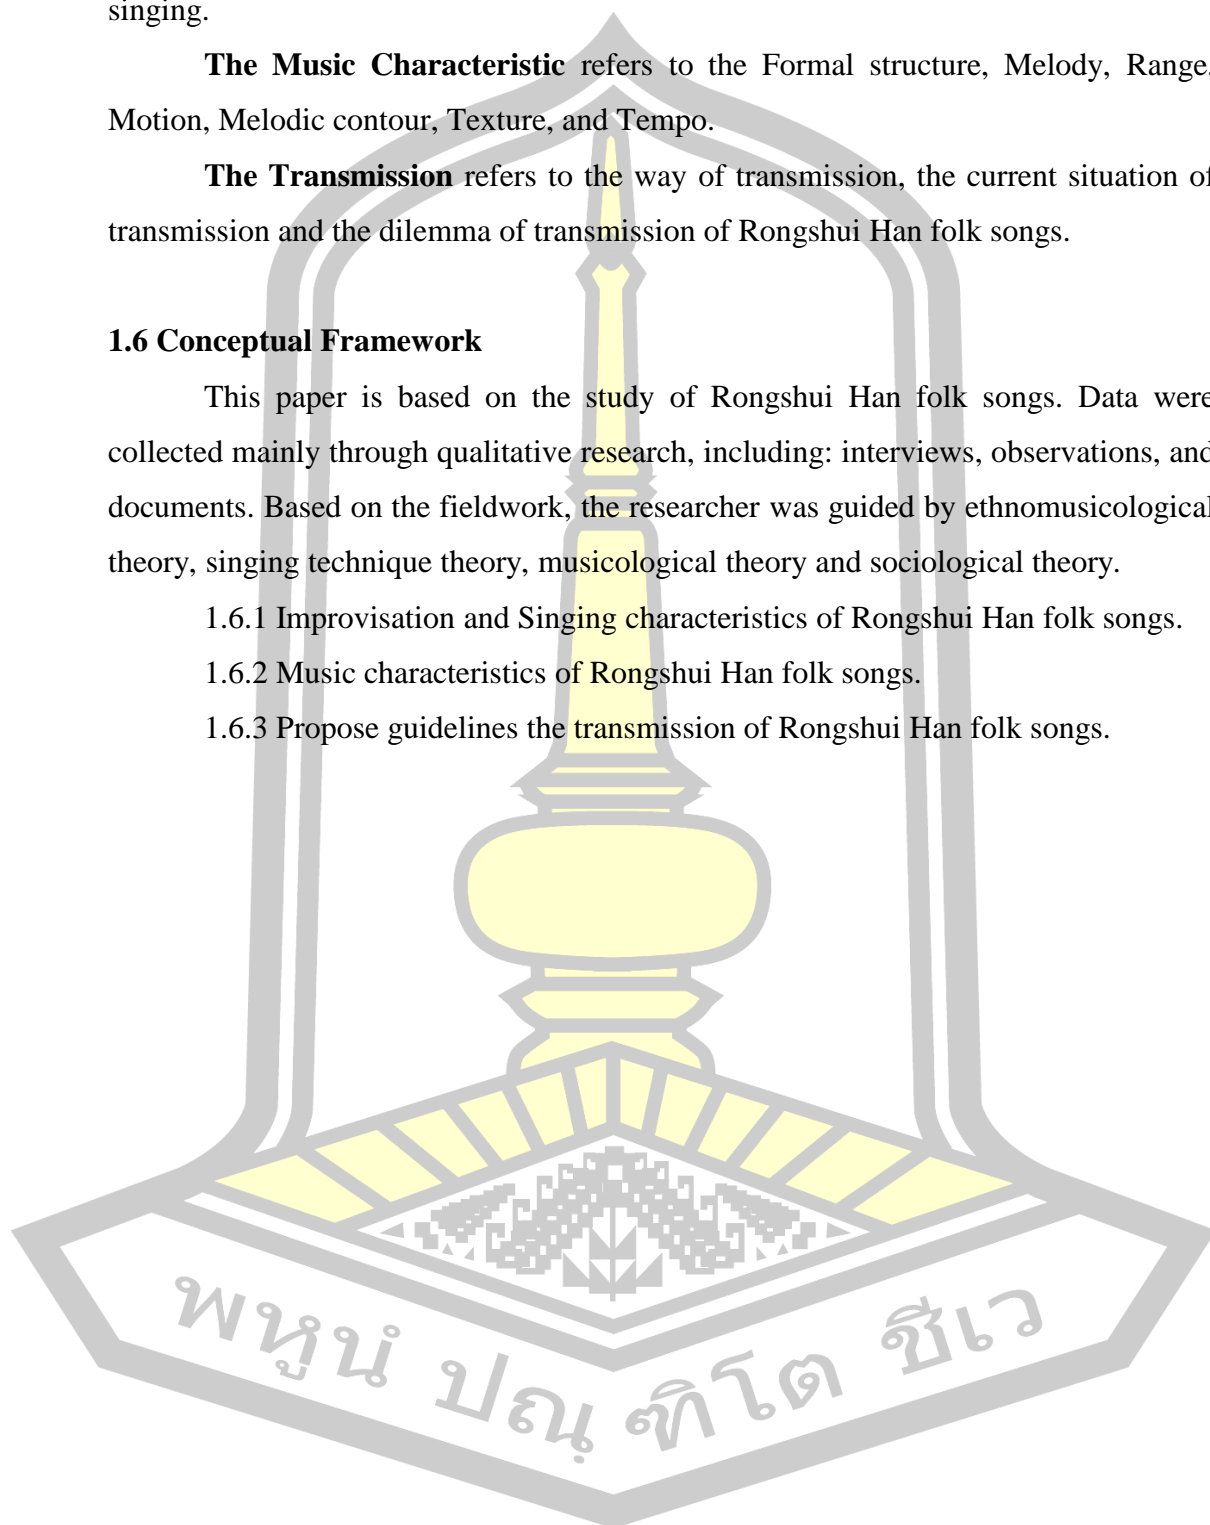 singing.
The Music Characteristic refers to the Formal structure, Melody, Range,
Motion, Melodic contour, Texture, and Tempo.
The Transmission refers to the way of transmission, the current situation of
transmission and the dilemma of transmission of Rongshui Han folk songs.
1.6 Conceptual Framework
This paper is based on the study of Rongshui Han folk songs. Data were
collected mainly through qualitative research, including: interviews, observations, and
documents. Based on the fieldwork, the researcher was guided by ethnomusicological
theory, singing technique theory, musicological theory and sociological theory.
1.6.1 Improvisation and Singing characteristics of Rongshui Han folk songs.
1.6.2 Music characteristics of Rongshui Han folk songs.
1.6.3 Propose guidelines the transmission of Rongshui Han folk songs.
พหูนํ ปณฺฑิโต ชีเว